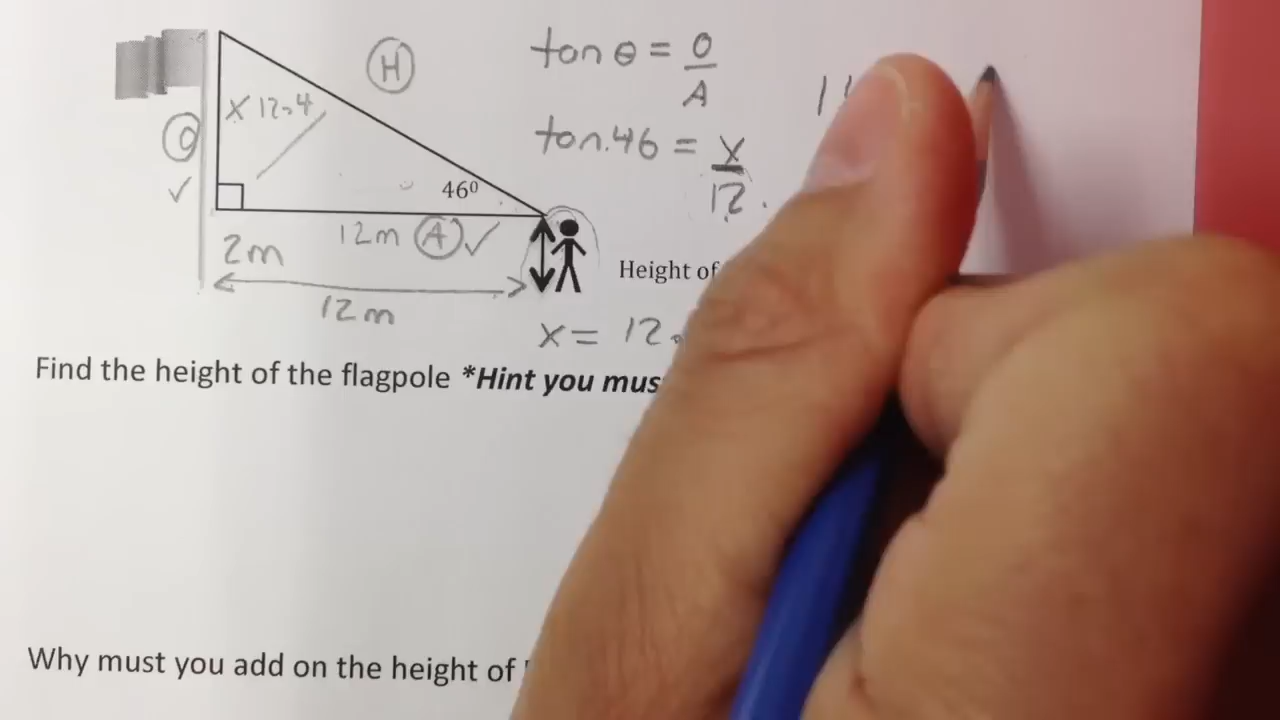 H
tan θ = O
A
X 12.4
O
tan.46 = X
12.
46⁰
12m A
2m
12m
Height of
x = 12.
Find the height of the flagpole *Hint you mus
Why must you add on the height of